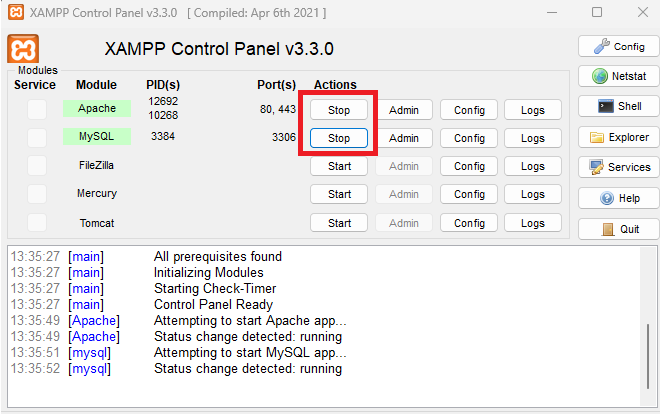 XAMPP Control Panel v3.3.0 [ Compiled: Apr 6th 2021 ]
XAMPP Control Panel v3.3.0
Config
Modules
Service Module PID(s) Port(s) Actions
Netstat
Apache 12692 10268 80, 443 Stop Admin Config Logs
Shell
MySQL 3384 3306 Stop Admin Config Logs
Explorer
FileZilla Start Admin Config Logs
Services
Mercury Start Admin Config Logs
Help
Tomcat Start Admin Config Logs
Quit
13:35:27 [main] All prerequisites found
13:35:27 [main] Initializing Modules
13:35:27 [main] Starting Check-Timer
13:35:27 [main] Control Panel Ready
13:35:49 [Apache] Attempting to start Apache app...
13:35:49 [Apache] Status change detected: running
13:35:51 [mysql] Attempting to start MySQL app...
13:35:52 [mysql] Status change detected: running